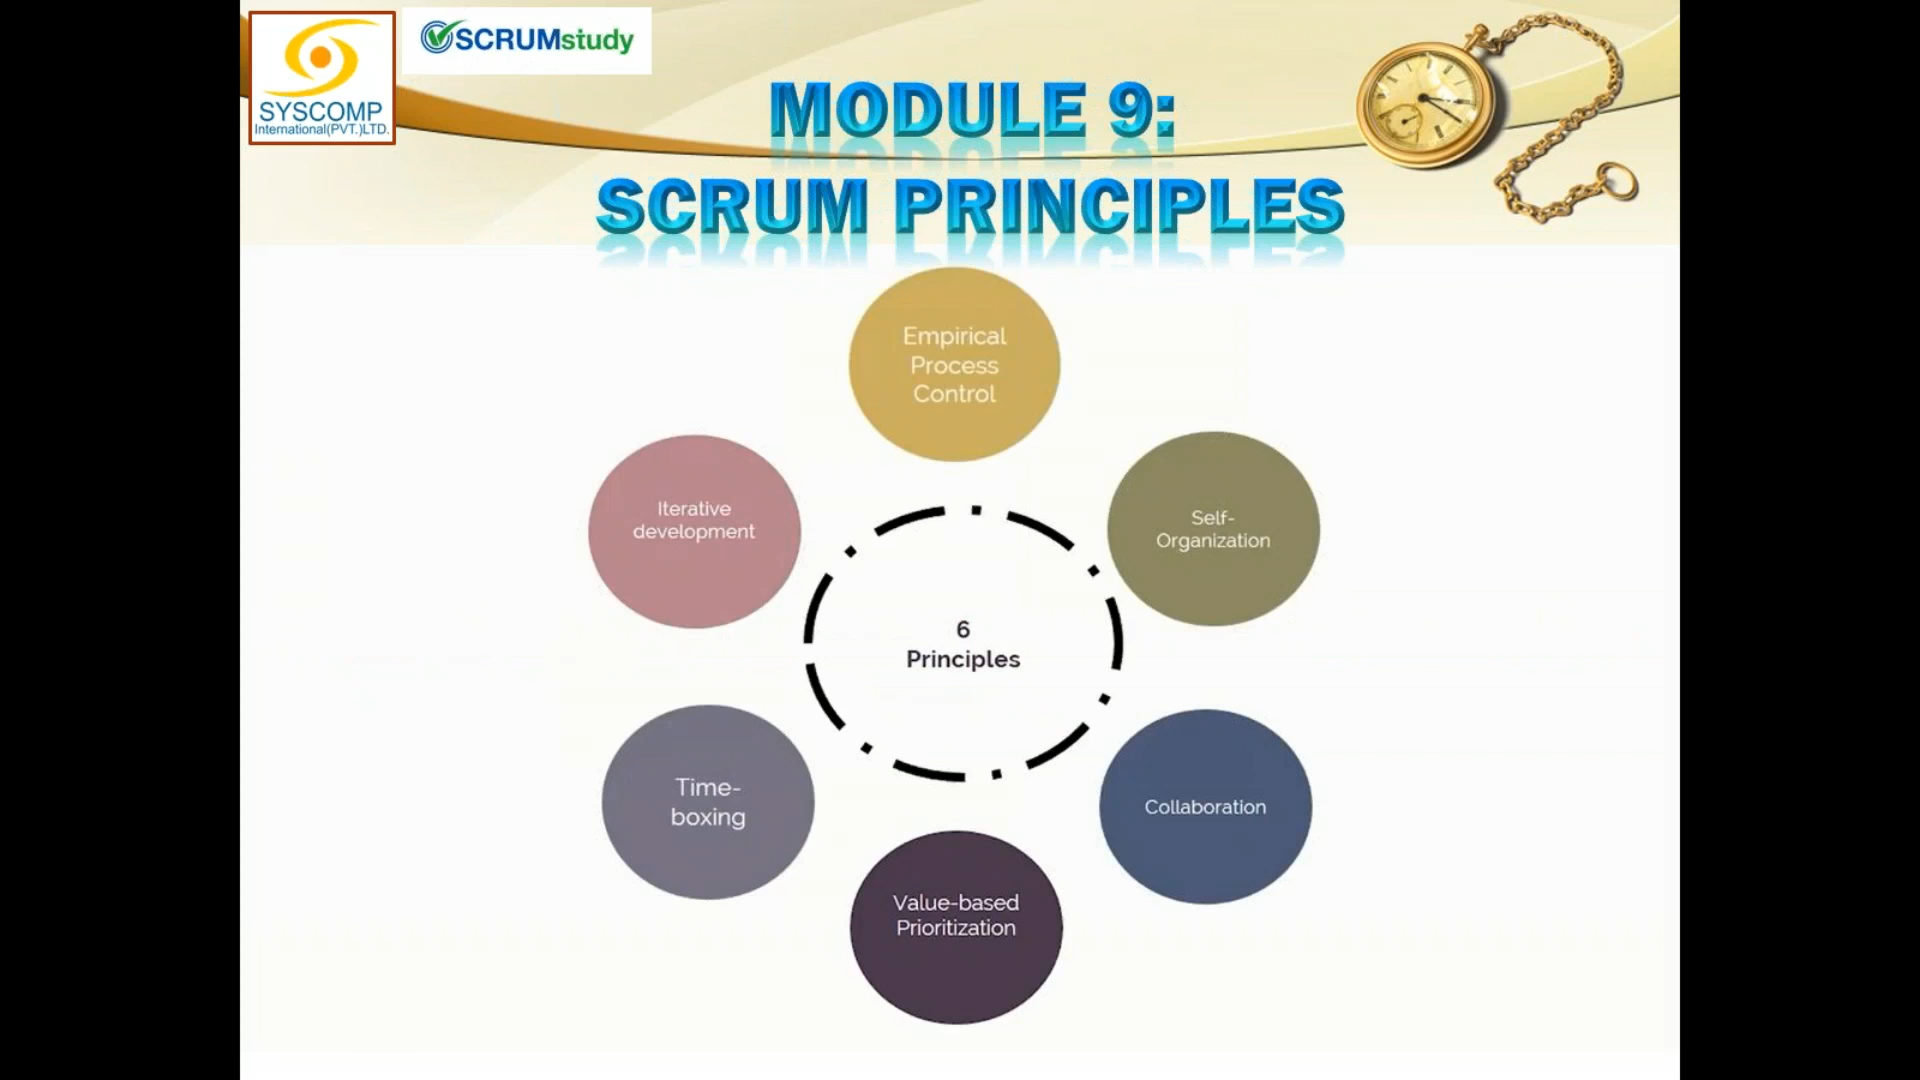 SYSCOMP
International(PVT.)LTD.
SCRUMstudy
MODULE 9:
SCRUM PRINCIPLES
Empirical
Process
Control
Self-
Organization
Collaboration
Value-based
Prioritization
Time-
boxing
Iterative
development
6
Principles